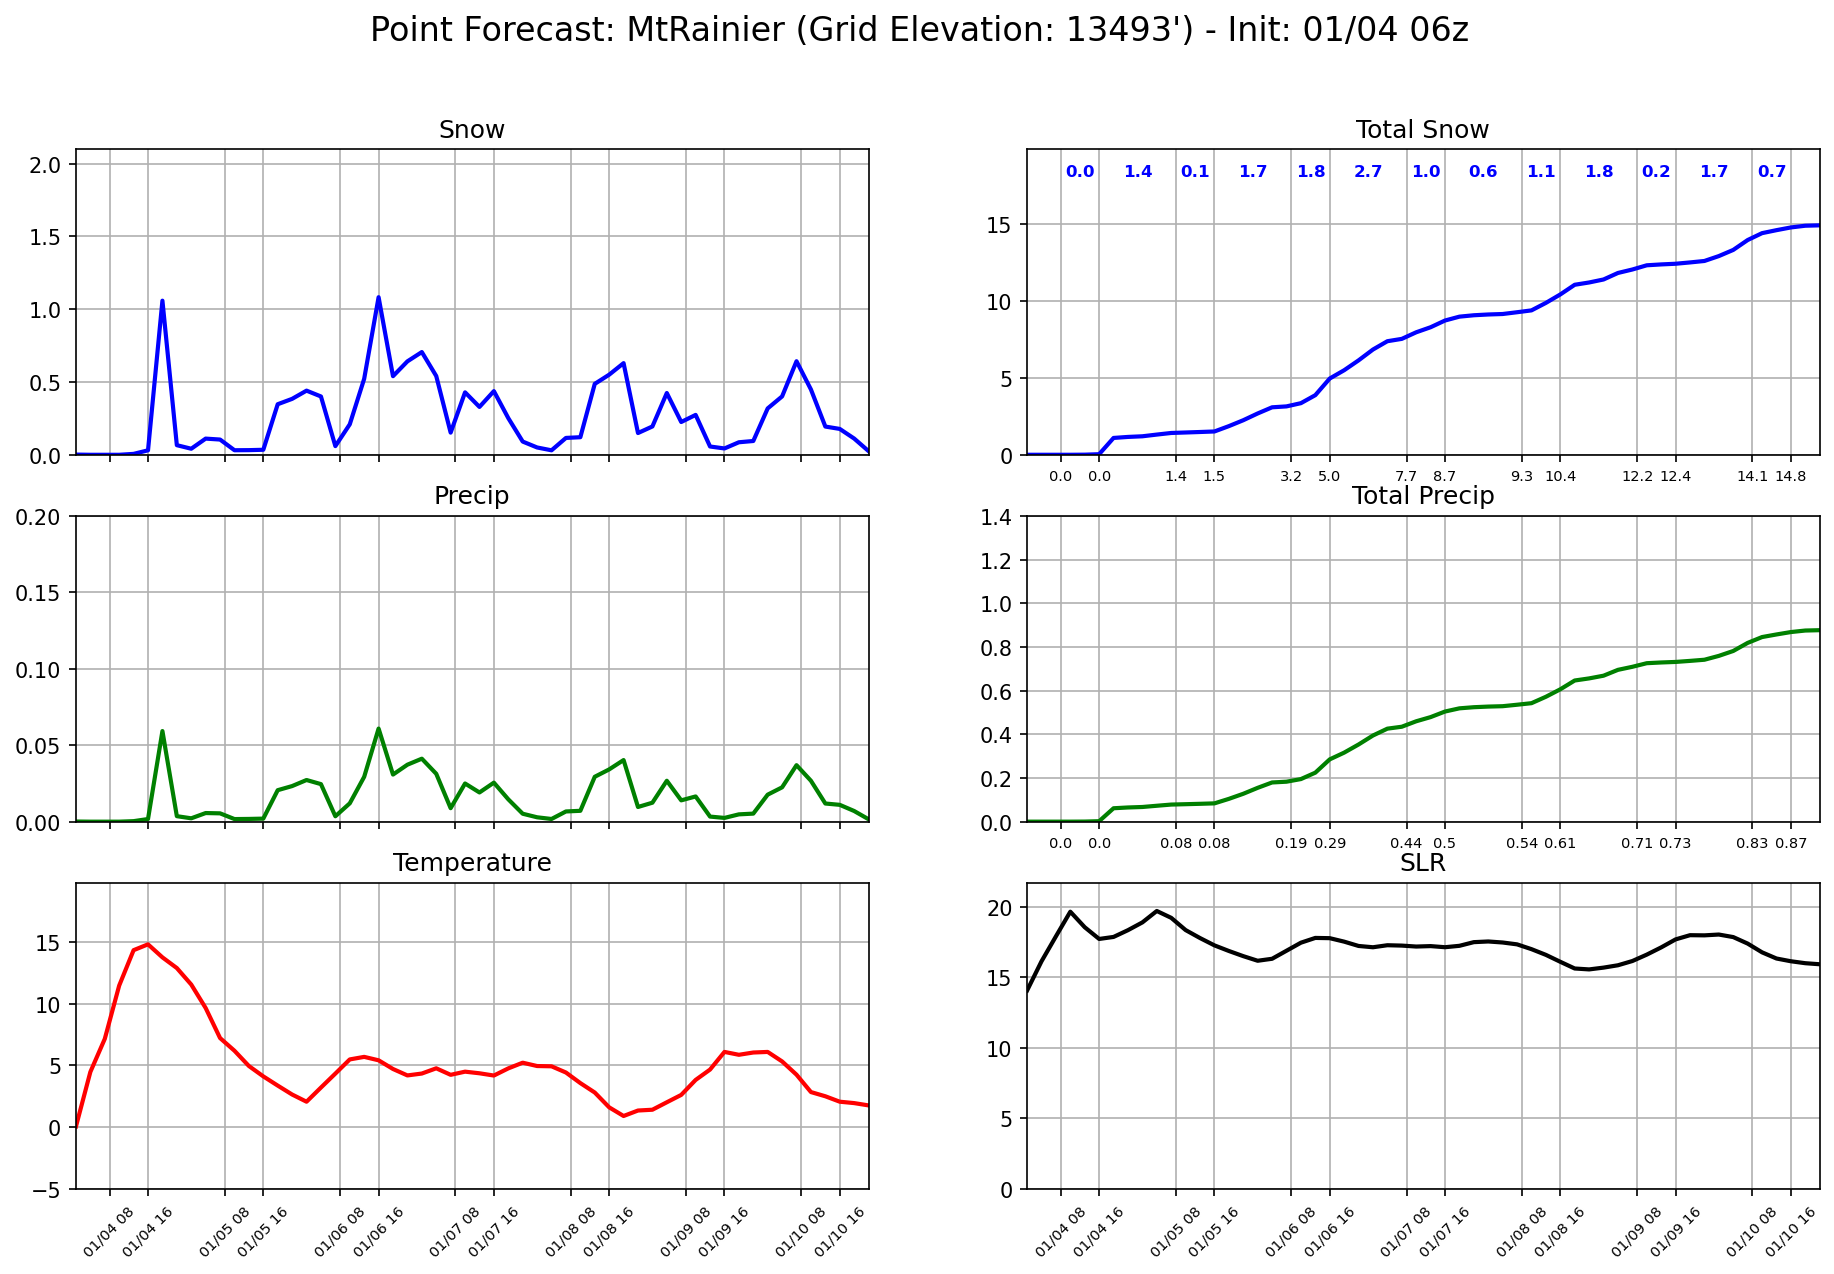 Point Forecast: MtRainier (Grid Elevation: 13493') - Init: 01/04 06z
Snow
2.0
1.5
1.0
0.5
0.0
Total Snow
0.0 1.4 0.1 1.7 1.8 2.7 1.0 0.6 1.1 1.8 0.2 1.7 0.7
15
10
5
0
0.0 0.0 1.4 1.5 3.2 5.0 7.7 8.7 9.3 10.4 12.2 12.4 14.1 14.8
Precip
0.20
0.15
0.10
0.05
0.00
Total Precip
1.4
1.2
1.0
0.8
0.6
0.4
0.2
0.0
0.0 0.0 0.08 0.08 0.19 0.29 0.44 0.5 0.54 0.61 0.71 0.73 0.83 0.87
Temperature
15
10
5
0
−5
01/04 08 01/04 16 01/05 08 01/05 16 01/06 08 01/06 16 01/07 08 01/07 16 01/08 08 01/08 16 01/09 08 01/09 16 01/10 08 01/10 16
SLR
20
15
10
5
0
01/04 08 01/04 16 01/05 08 01/05 16 01/06 08 01/06 16 01/07 08 01/07 16 01/08 08 01/08 16 01/09 08 01/09 16 01/10 08 01/10 16